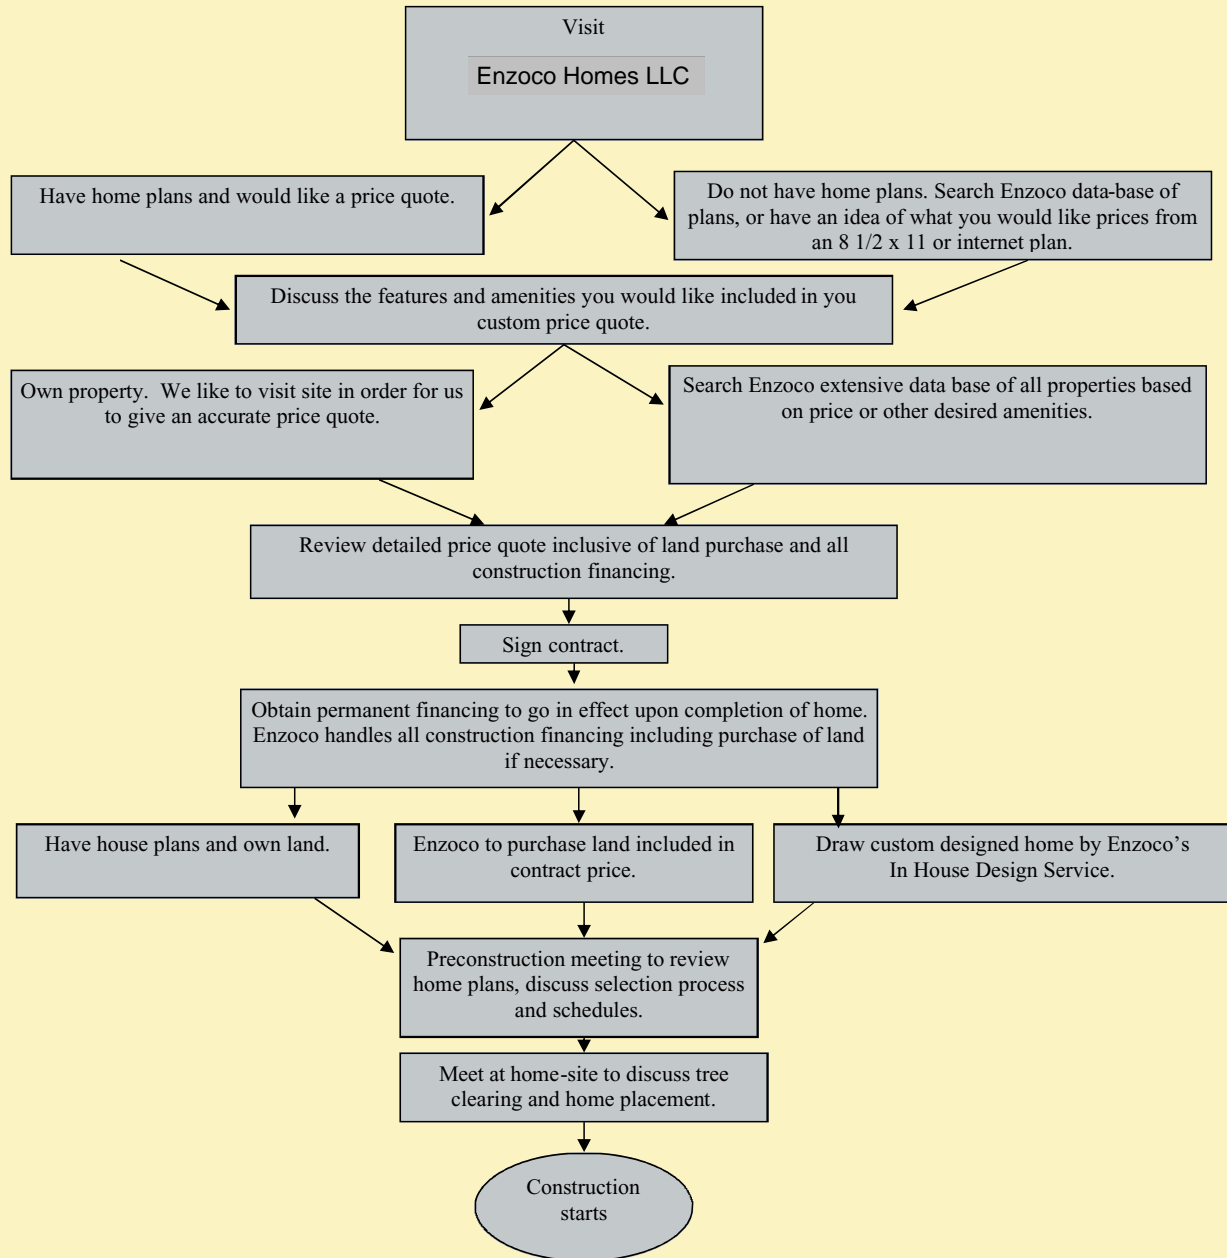 Visit
Enzoco Homes LLC
Have home plans and would like a price quote.
Do not have home plans. Search Enzoco data-base of
plans, or have an idea of what you would like prices from
an 8 1/2 x 11 or internet plan.
Discuss the features and amenities you would like included in you
custom price quote.
Own property.  We like to visit site in order for us
to give an accurate price quote.
Search Enzoco extensive data base of all properties based
on price or other desired amenities.
Review detailed price quote inclusive of land purchase and all
construction financing.
Sign contract.
Obtain permanent financing to go in effect upon completion of home.
Enzoco handles all construction financing including purchase of land
if necessary.
Have house plans and own land.
Enzoco to purchase land included in
contract price.
Draw custom designed home by Enzoco’s
In House Design Service.
Preconstruction meeting to review
home plans, discuss selection process
and schedules.
Meet at home-site to discuss tree
clearing and home placement.
Construction
starts